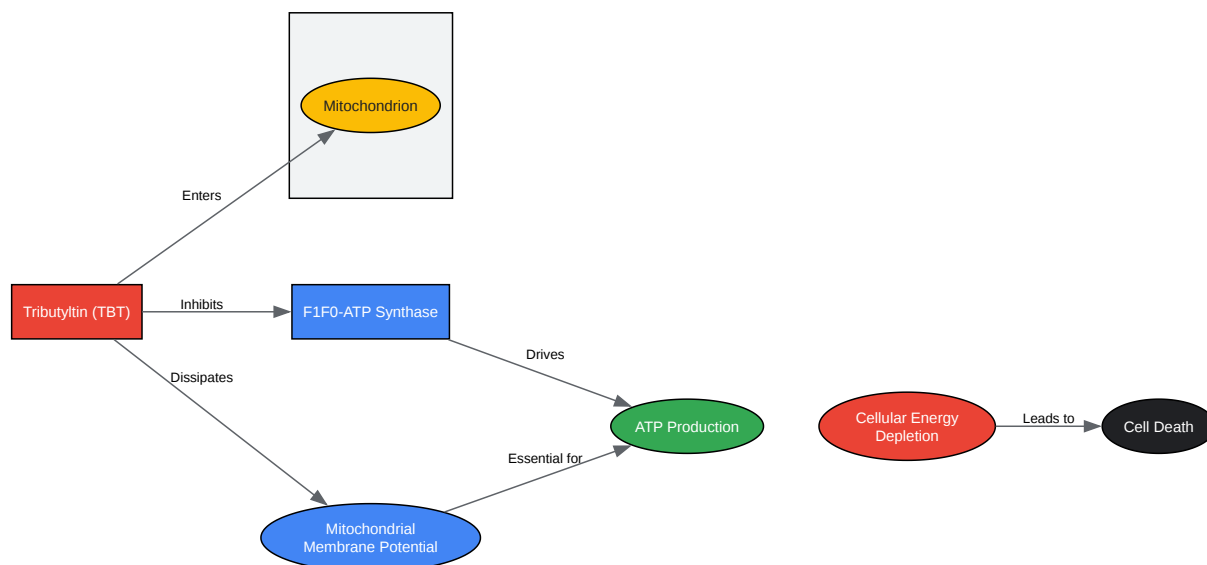 Mitochondrion
Enters
Tributyltin (TBT)
Inhibits
F1F0-ATP Synthase
Drives
Dissipates
ATP Production
Cellular Energy
Depletion
Leads to
Cell Death
Essential for
Mitochondrial
Membrane Potential